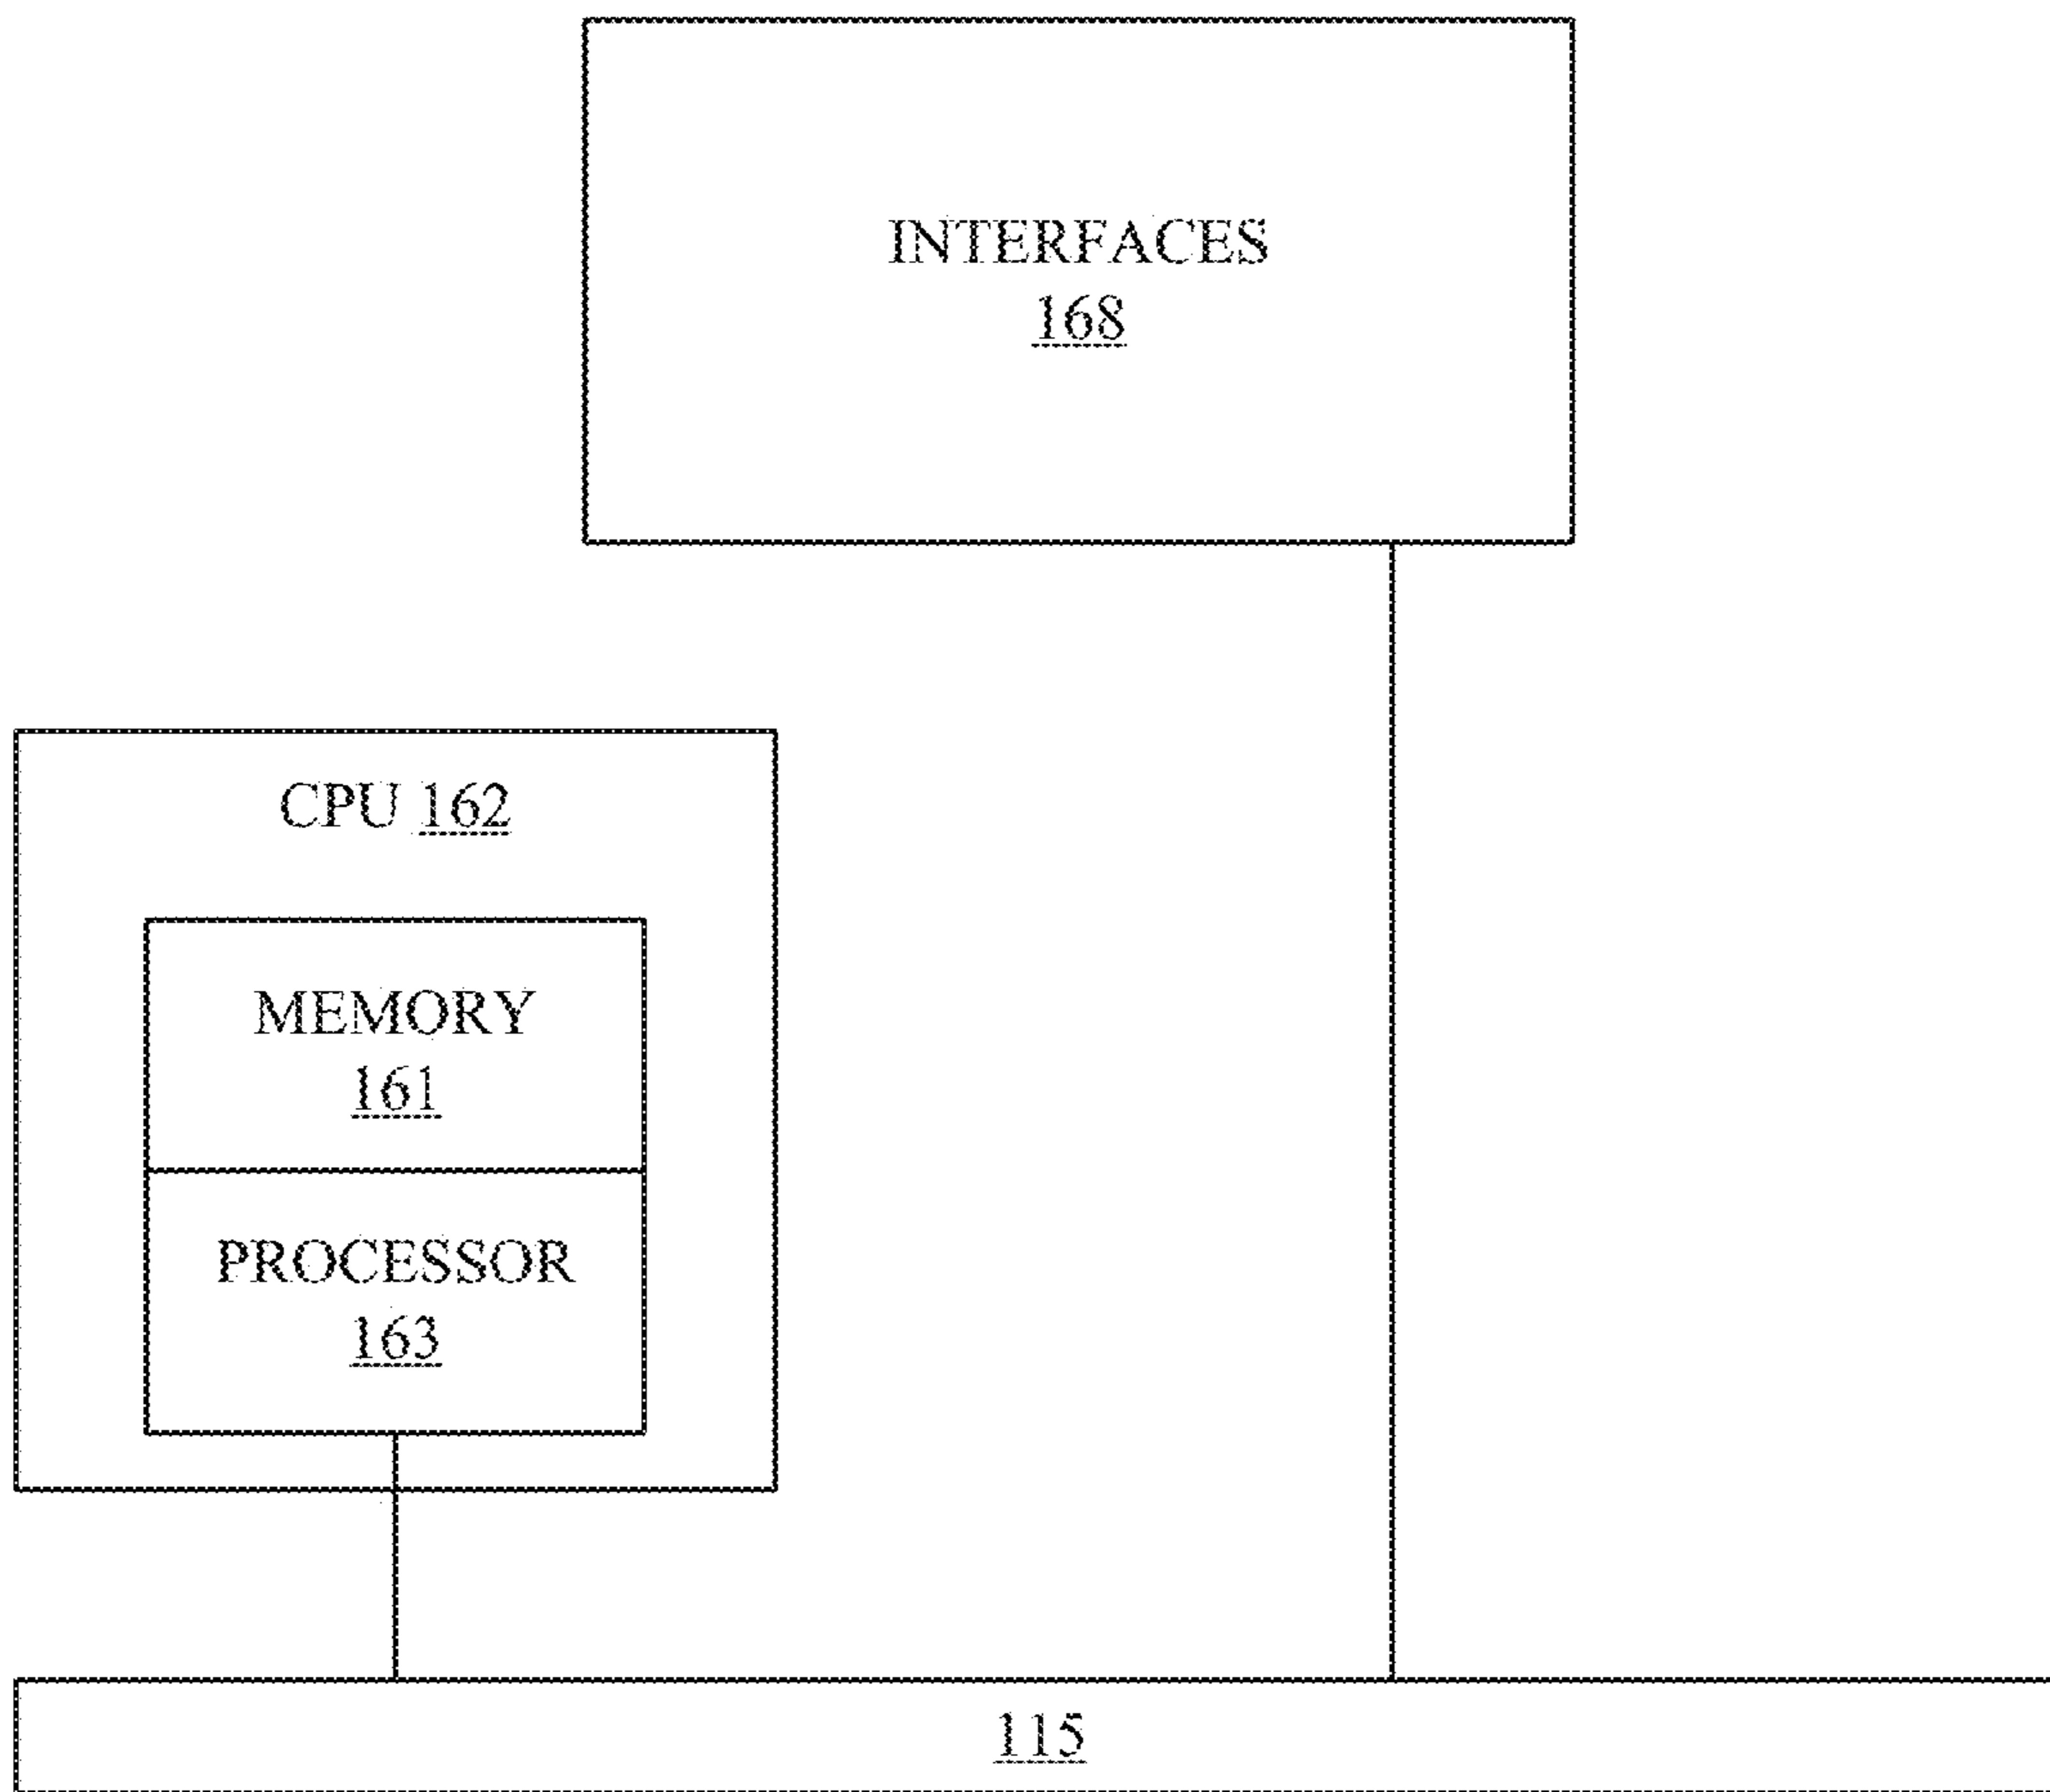 INTERFACES
168
CPU 162
MEMORY
161
PROCESSOR
163
115